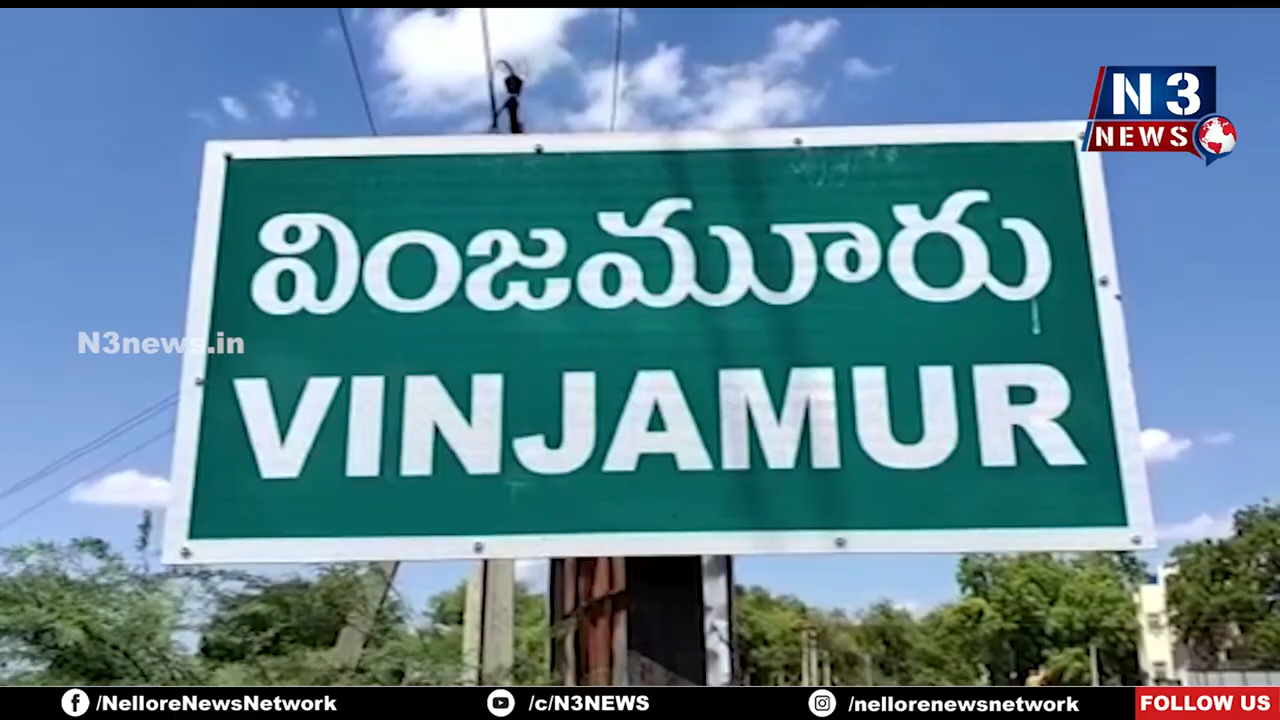 N3
NEWS
వింజమూరు
N3news.in
VINJAMUR
/NelloreNewsNetwork
/c/N3NEWS
/nellorenewsnetwork
FOLLOW US